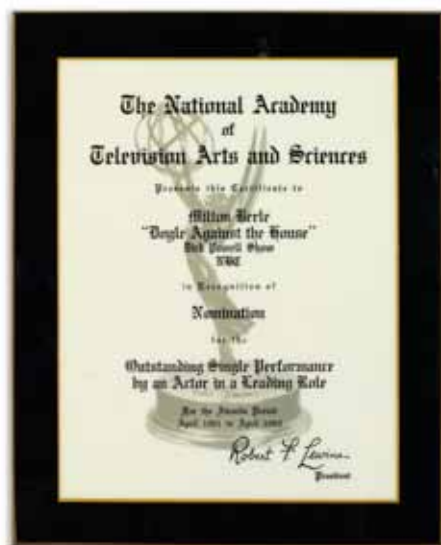 The National Academy
of
Television Arts and Sciences
Presents this Certificate to
Milton Berle
"Doyle Against the House"
Dick Powell Show
NBC
in Recognition of
Nomination
for the
Outstanding Single Performance
by an Actor in a Leading Role
For the Awards Period
April 1961 to April 1962
Robert F Lewine
President